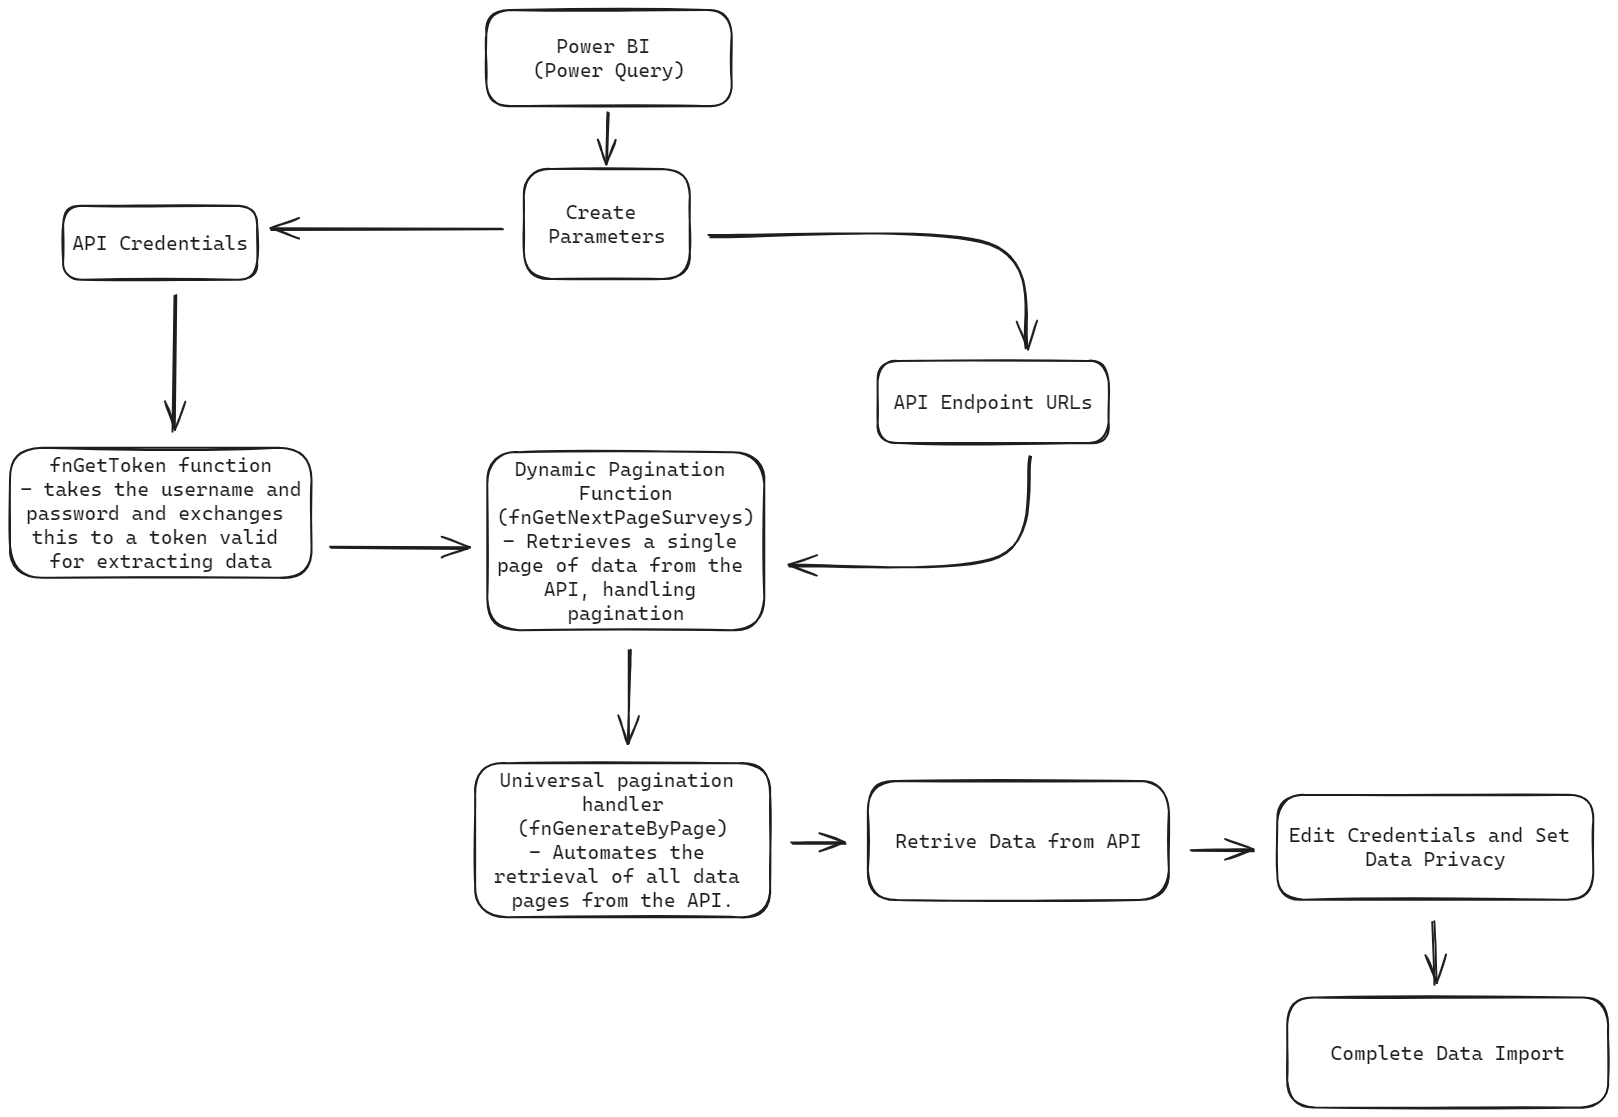 Power BI
(Power Query)
Create
Parameters
API Credentials
API Endpoint URLs
fnGetToken function
– takes the username and
password and exchanges
this to a token valid
for extracting data
Dynamic Pagination
Function
(fnGetNextPageSurveys)
– Retrieves a single
page of data from the
API, handling
pagination
Universal pagination
handler
(fnGenerateByPage)
– Automates the
retrieval of all data
pages from the API.
Retrive Data from API
Edit Credentials and Set
Data Privacy
Complete Data Import